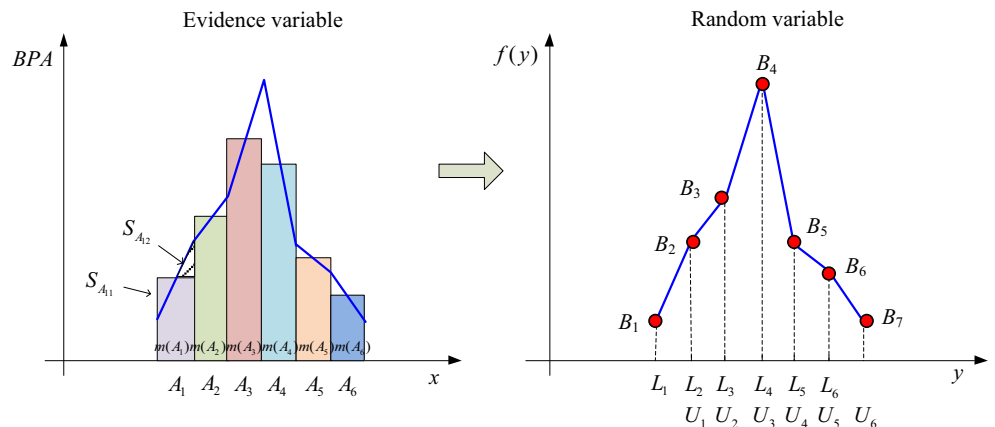 Evidence variable
BPA
S_{A_{12}}
S_{A_{11}}
m(A_1) m(A_2) m(A_3) m(A_4) m(A_5) m(A_6)
A_1 A_2 A_3 A_4 A_5 A_6
x
Random variable
f(y)
B_4
B_3
B_2
B_5
B_6
B_1
B_7
L_1 L_2 L_3 L_4 L_5 L_6
y
U_1 U_2 U_3 U_4 U_5 U_6